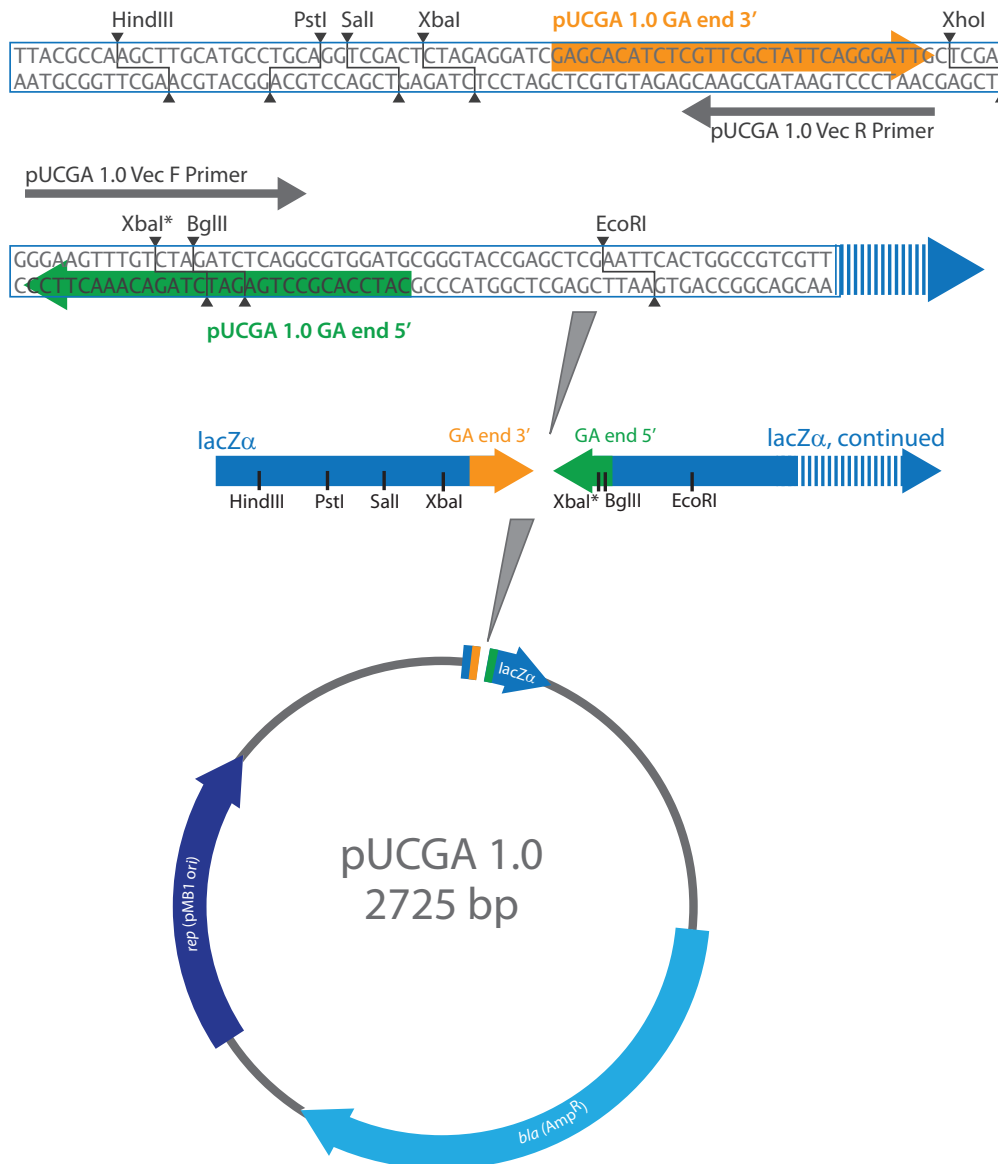 HindIII PstI SalI XbaI pUCGA 1.0 GA end 3’ XhoI
TTACGCCAAGCTTGCATGCCTGCAGGTCGACTCTAGAGGATCGAGCACATCTCGTTCGCTATTCAGGGATTGCTCGA
AATGCGGTTCGAACGTACGGACGTCCAGCTGAGATCTCCTAGCTCGTGTAGAGCAAGCGATAAGTCCCTAACGAGCT
pUCGA 1.0 Vec R Primer
pUCGA 1.0 Vec F Primer
XbaI* BglII EcoRI
GGGAAGTTTGTCTAGATCTCAGGCGTGGATGCGGGTACCGAGCTCGAATTCACTGGCCGTCGTT
CCCTTCAAACAGATCTAGAGTCCGCACCTACGCCCATGGCTCGAGCTTAAGTGACCGGCAGCAA
pUCGA 1.0 GA end 5’
lacZα GA end 3’ GA end 5’ lacZα, continued
HindIII PstI SalI XbaI XbaI* BglII EcoRI
lacZα
pUCGA 1.0
2725 bp
rep (pMB1 ori)
bla (AmpR)